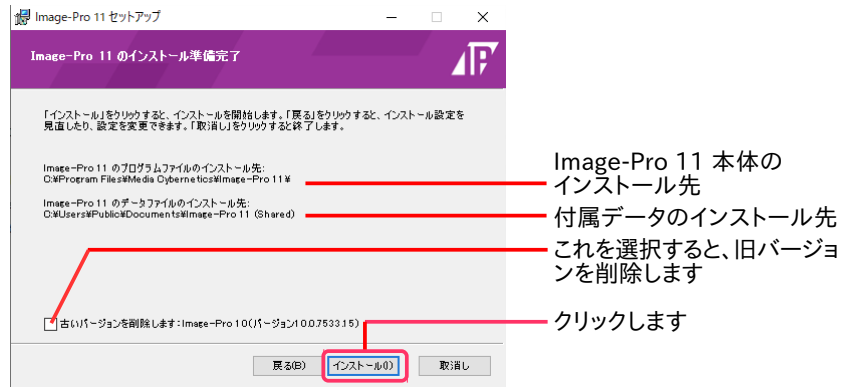 Image-Pro 11 セットアップ
Image-Pro 11 のインストール準備完了
「インストール」をクリックすると、インストールを開始します。「戻る」をクリックすると、インストール設定を
見直したり、設定を変更できます。「取消し」をクリックすると終了します。
Image-Pro 11 のプログラムファイルのインストール先:
C:¥Program Files¥Media Cybernetics¥Image-Pro 11¥
Image-Pro 11 のデータファイルのインストール先:
C:¥Users¥Public¥Documents¥Image-Pro 11 (Shared)
Image-Pro 11 本体の
インストール先
付属データのインストール先
これを選択すると、旧バージョ
ンを削除します
古いバージョンを削除します:Image-Pro 10(バージョン10.0.7533.15)
クリックします
戻る(B)
インストール(I)
取消し